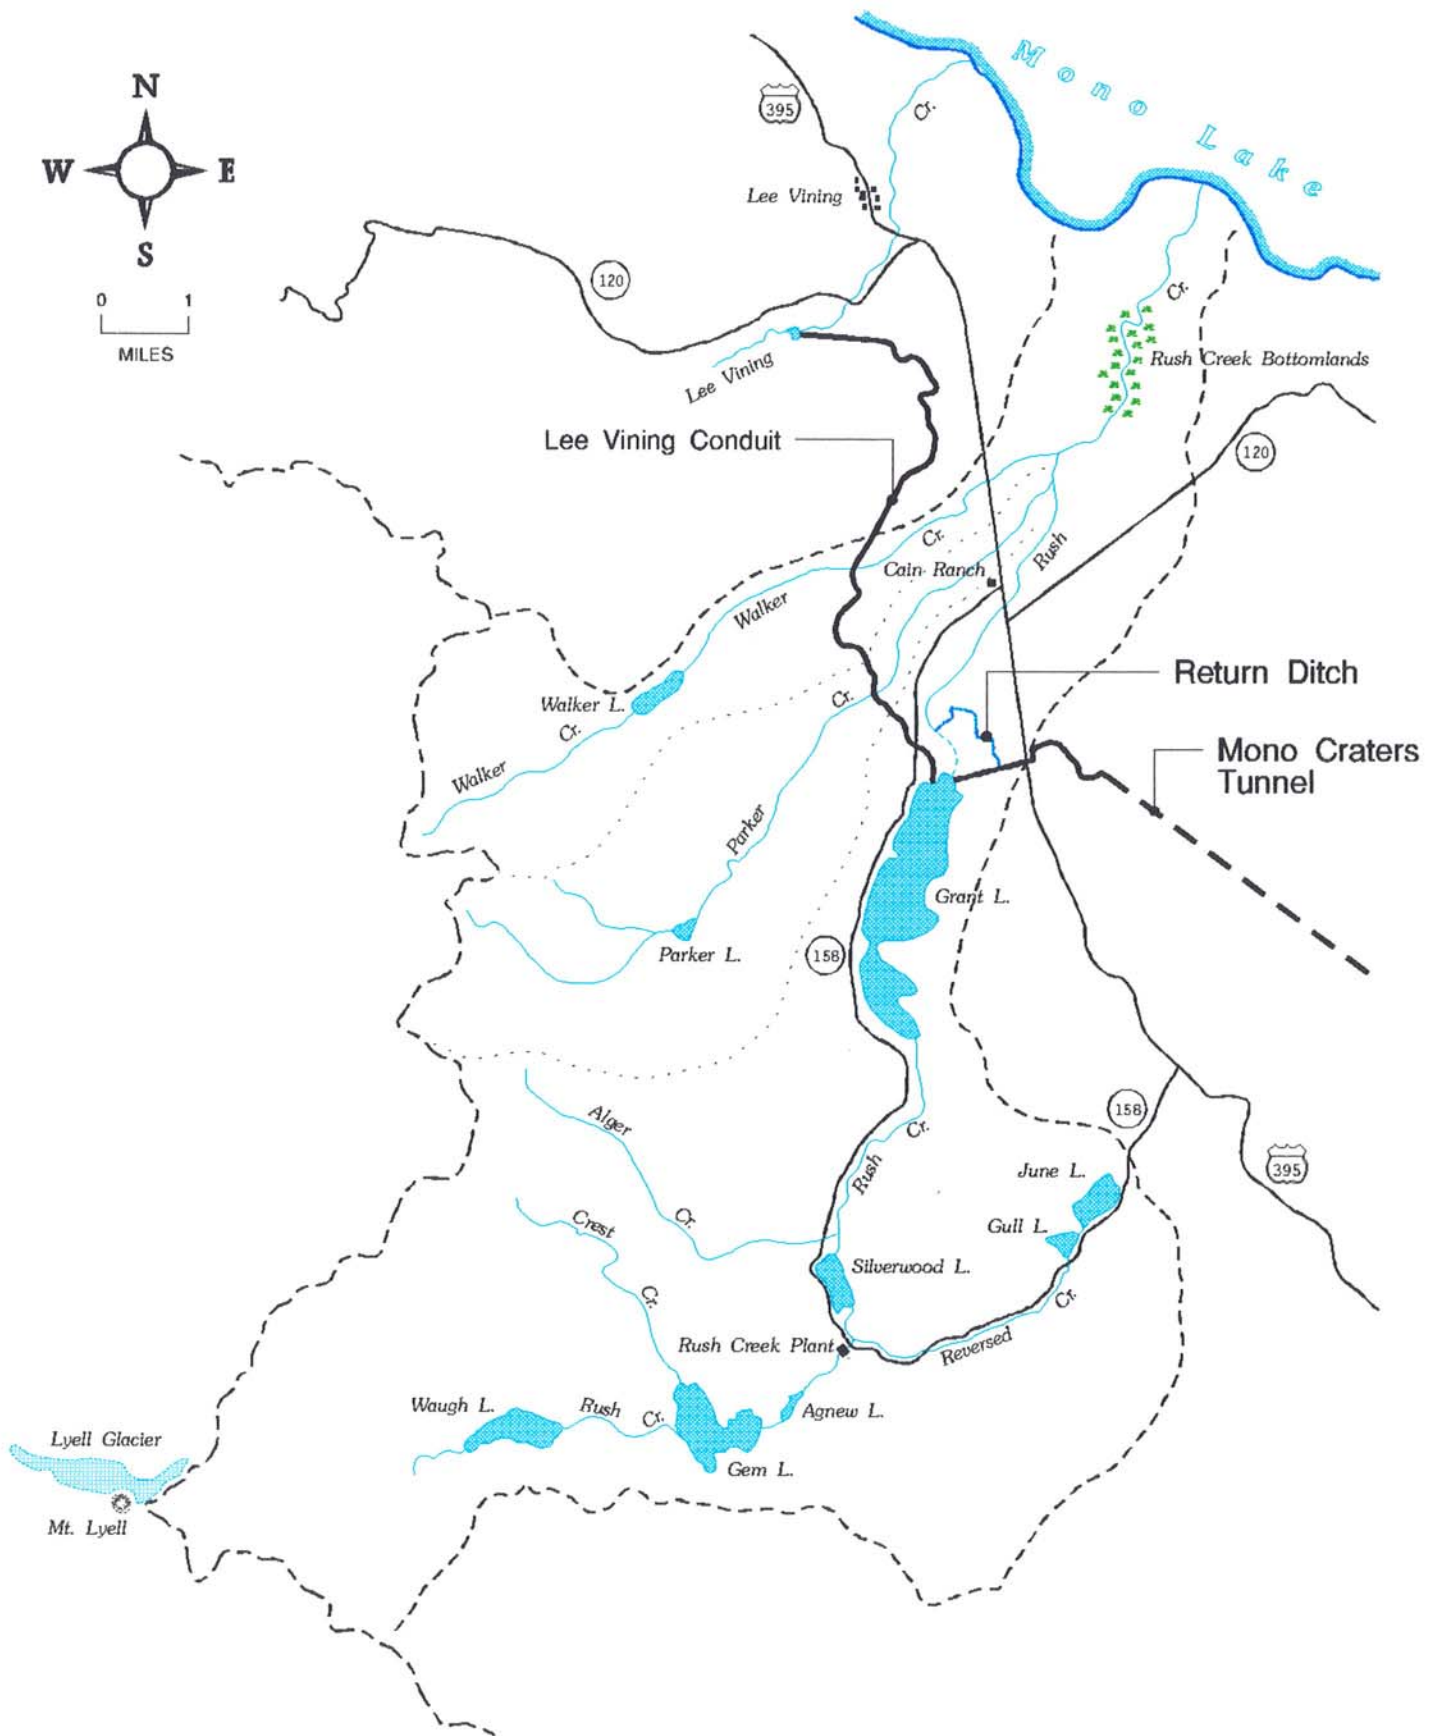 Mono Lake
N
395
Cr.
W E
Lee Vining
S
120
0 1
Cr.
MILES
Rush Creek Bottomlands
Lee Vining
Lee Vining Conduit
120
Cr.
Rush
Cain Ranch
Walker
Return Ditch
Walker L.
Cr.
Cr.
Mono Craters
Tunnel
Walker
Parker
Grant L.
Parker L.
158
Alger
158
Cr.
Rush
June L.
395
Crest
Cr.
Gull L.
Silverwood L.
Cr.
Cr.
Rush Creek Plant
Reversed
Waugh L.
Rush
Cr.
Agnew L.
Lyell Glacier
Gem L.
Mt. Lyell